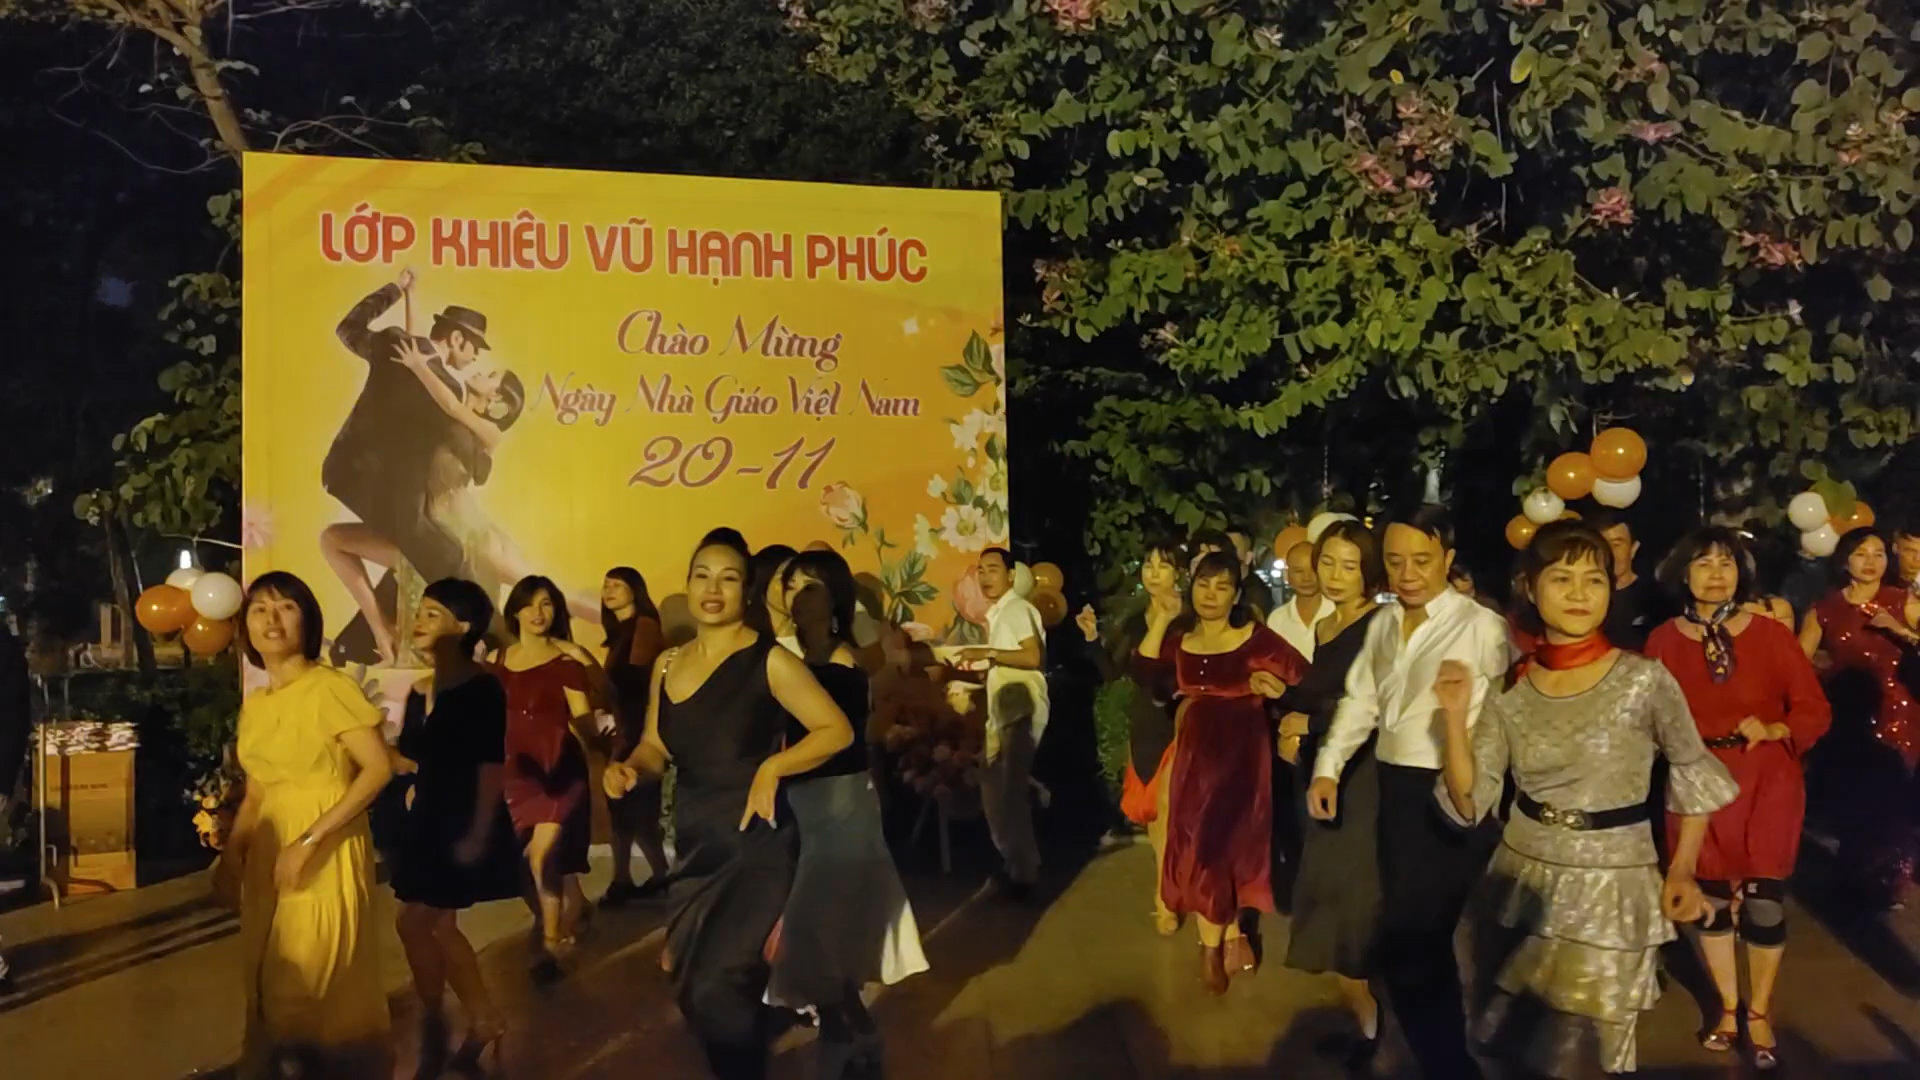 LỚP KHIÊU VŨ HẠNH PHÚC
Chào Mừng
Ngày Nhà Giáo Việt Nam
20-11